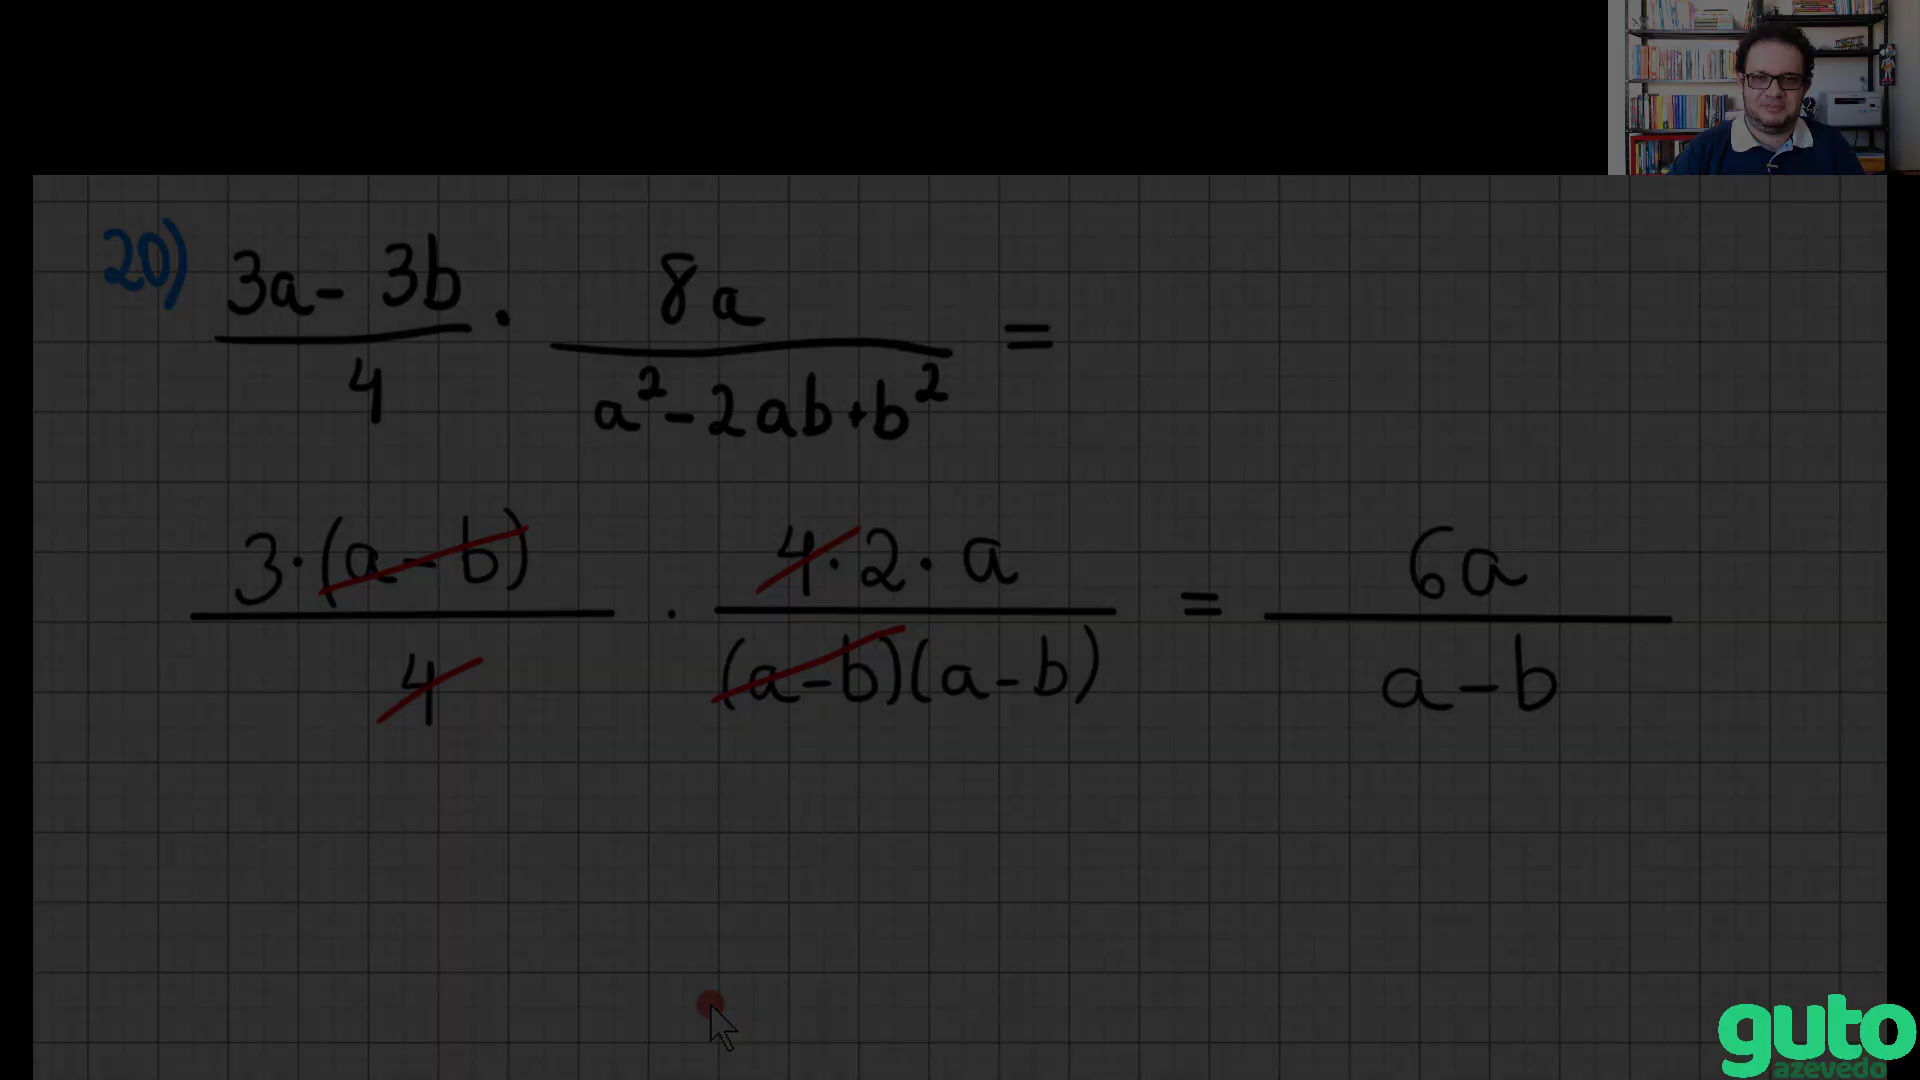 20) 3a - 3b / 4 · 8a / a² - 2ab + b² =
3·(a - b) / 4 · 4·2·a / (a - b)(a - b) = 6a / a - b
guto
azevedo